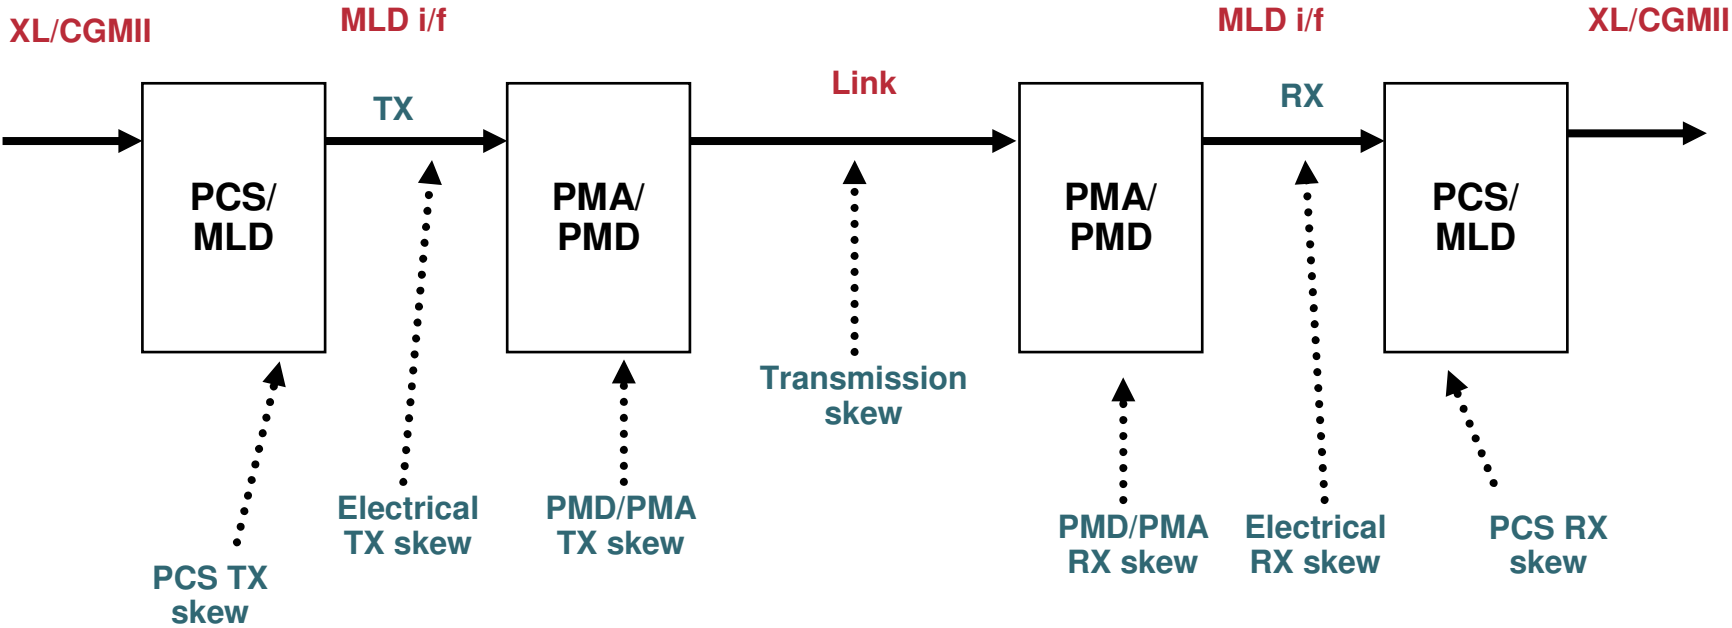 XL/CGMII
MLD i/f
MLD i/f
XL/CGMII
TX
Link
RX
PCS/
MLD
PMA/
PMD
PMA/
PMD
PCS/
MLD
Transmission
skew
Electrical
TX skew
PMD/PMA
TX skew
PMD/PMA
RX skew
Electrical
RX skew
PCS RX
skew
PCS TX
skew